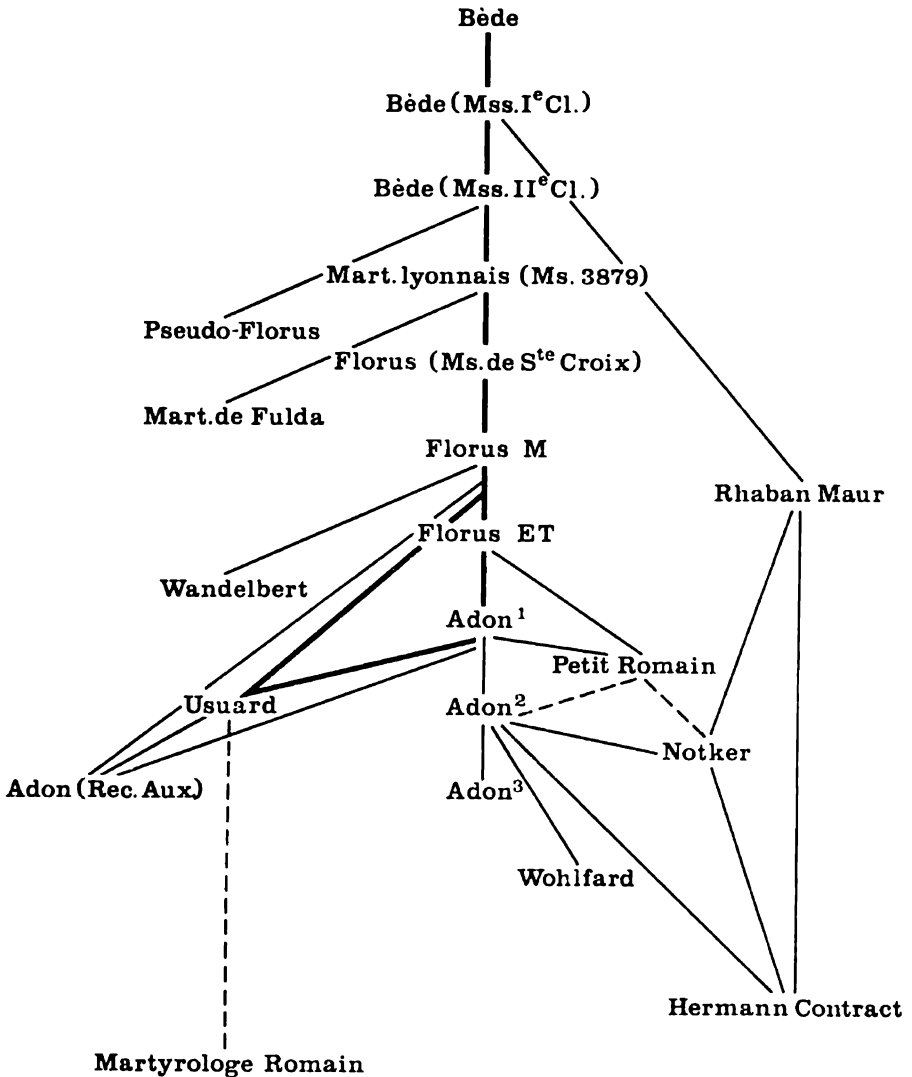 Bède
Bède (Mss. Iᵉ Cl.)
Bède (Mss. IIᵉ Cl.)
Mart. lyonnais (Ms. 3879)
Pseudo-Florus
Florus (Ms. de Sᵗᵉ Croix)
Mart. de Fulda
Florus M
Rhaban Maur
Florus ET
Wandelbert
Adon¹
Petit Romain
Usuard
Adon²
Notker
Adon (Rec. Aux.)
Adon³
Wohlfard
Hermann Contract
Martyrologe Romain